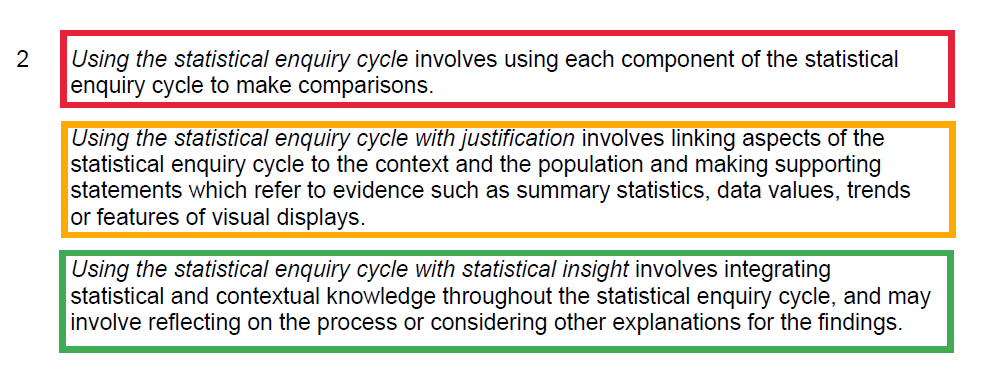 2 Using the statistical enquiry cycle involves using each component of the statistical
enquiry cycle to make comparisons.
Using the statistical enquiry cycle with justification involves linking aspects of the
statistical enquiry cycle to the context and the population and making supporting
statements which refer to evidence such as summary statistics, data values, trends
or features of visual displays.
Using the statistical enquiry cycle with statistical insight involves integrating
statistical and contextual knowledge throughout the statistical enquiry cycle, and may
involve reflecting on the process or considering other explanations for the findings.